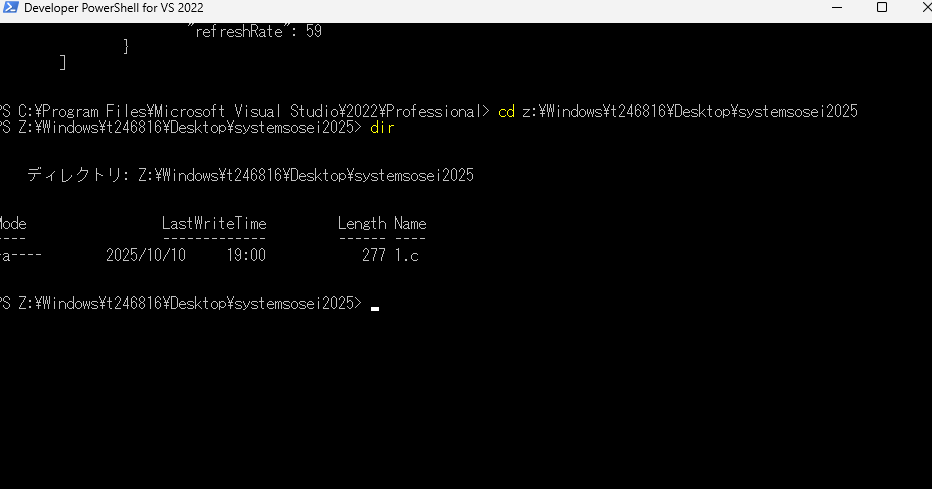 Developer PowerShell for VS 2022
"refreshRate": 59
}
]
PS C:¥Program Files¥Microsoft Visual Studio¥2022¥Professional> cd z:¥Windows¥t246816¥Desktop¥systemsosei2025
PS Z:¥Windows¥t246816¥Desktop¥systemsosei2025> dir
ディレクトリ: Z:¥Windows¥t246816¥Desktop¥systemsosei2025
Mode LastWriteTime Length Name
---- ------------- ------ ----
-a---- 2025/10/10 19:00 277 1.c
PS Z:¥Windows¥t246816¥Desktop¥systemsosei2025>